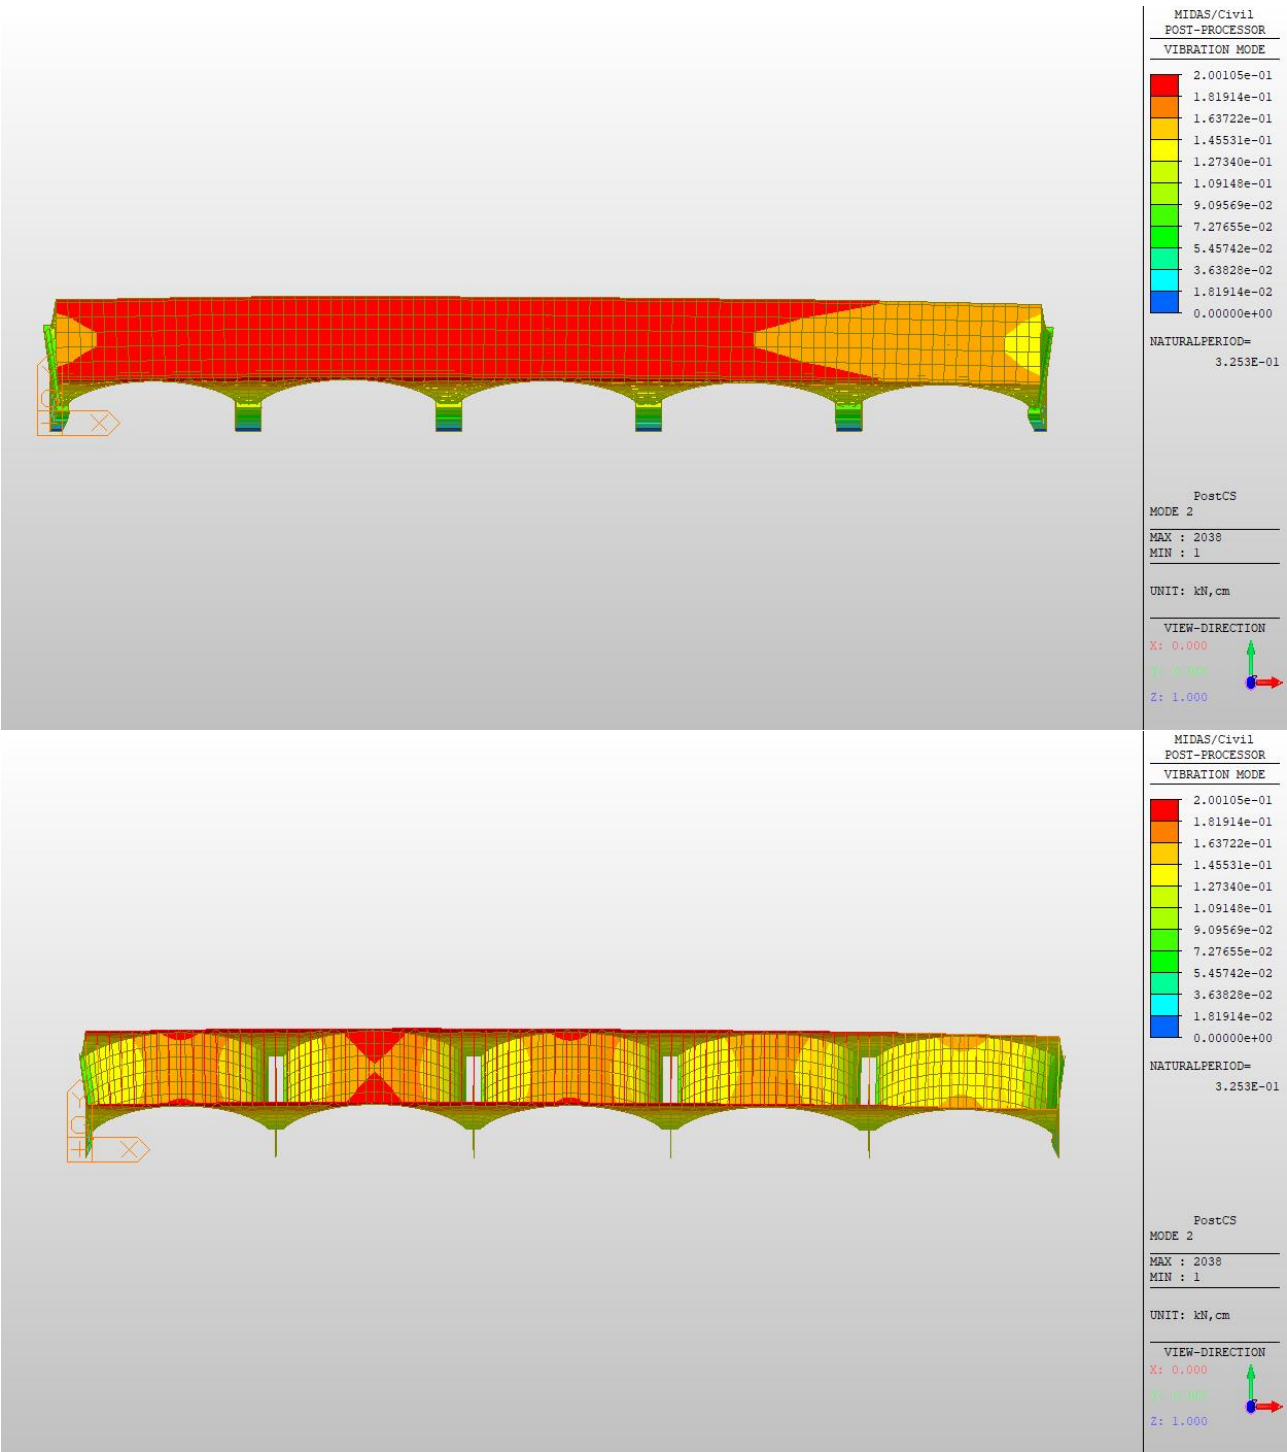 MIDAS/Civil
POST-PROCESSOR
VIBRATION MODE
2.00105e-01
1.81914e-01
1.63722e-01
1.45531e-01
1.27340e-01
1.09148e-01
9.09569e-02
7.27655e-02
5.45742e-02
3.63828e-02
1.81914e-02
0.00000e+00
NATURALPERIOD=
3.253E-01
PostCS
MODE 2
MAX : 2038
MIN : 1
UNIT: kN,cm
VIEW-DIRECTION
X: 0.000
Z: 1.000
X
MIDAS/Civil
POST-PROCESSOR
VIBRATION MODE
2.00105e-01
1.81914e-01
1.63722e-01
1.45531e-01
1.27340e-01
1.09148e-01
9.09569e-02
7.27655e-02
5.45742e-02
3.63828e-02
1.81914e-02
0.00000e+00
NATURALPERIOD=
3.253E-01
PostCS
MODE 2
MAX : 2038
MIN : 1
UNIT: kN,cm
VIEW-DIRECTION
X: 0.000
Z: 1.000
X